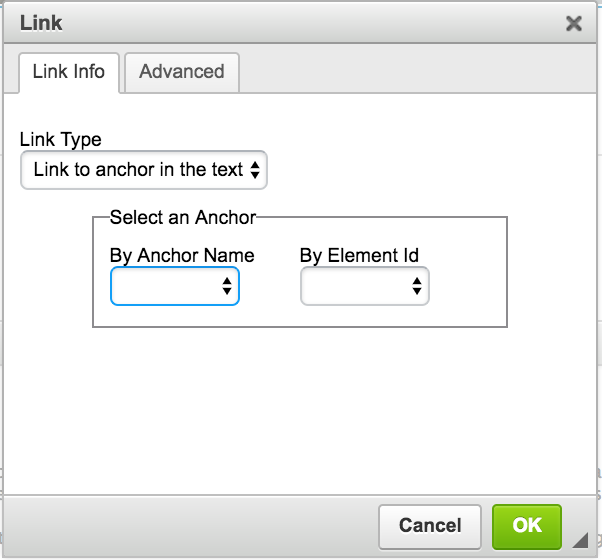 Link
Link Info Advanced
Link Type
Link to anchor in the text
Select an Anchor
By Anchor Name By Element Id
Cancel OK